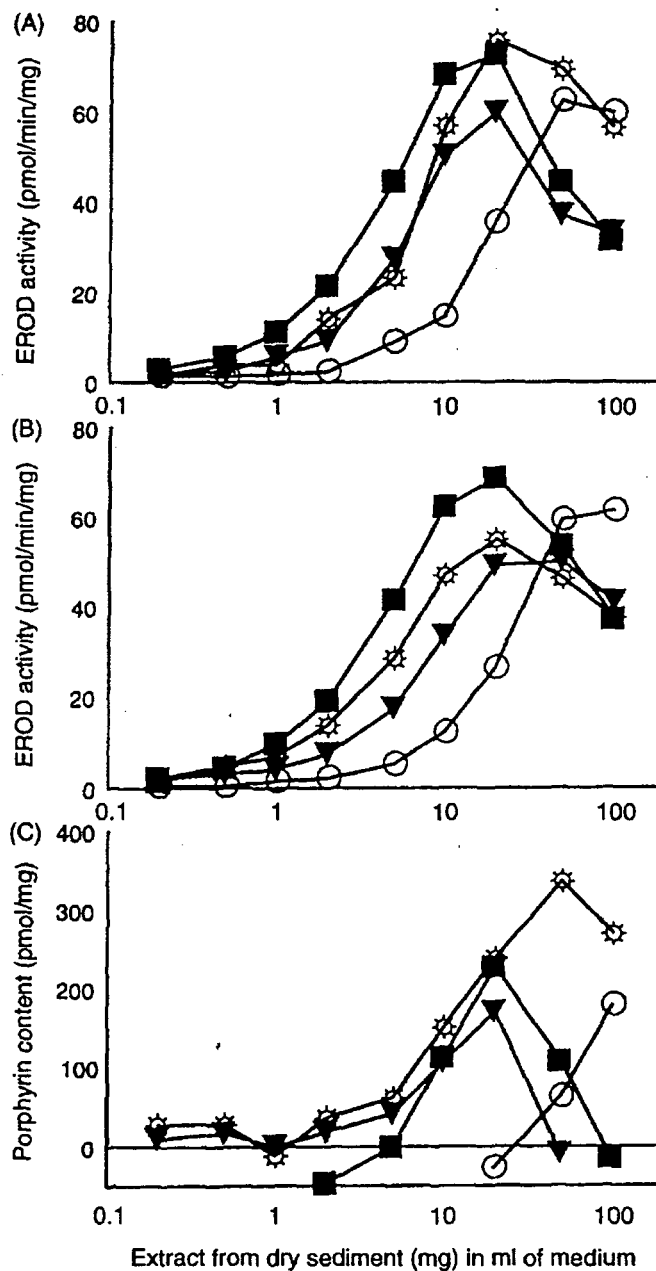 (A)
80
60
40
20
0
EROD activity (pmol/min/mg)
0.1 1 10 100
(B)
80
60
40
20
0
EROD activity (pmol/min/mg)
0.1 1 10 100
(C)
400
300
200
100
0
Porphyrin content (pmol/mg)
0.1 1 10 100
Extract from dry sediment (mg) in ml of medium